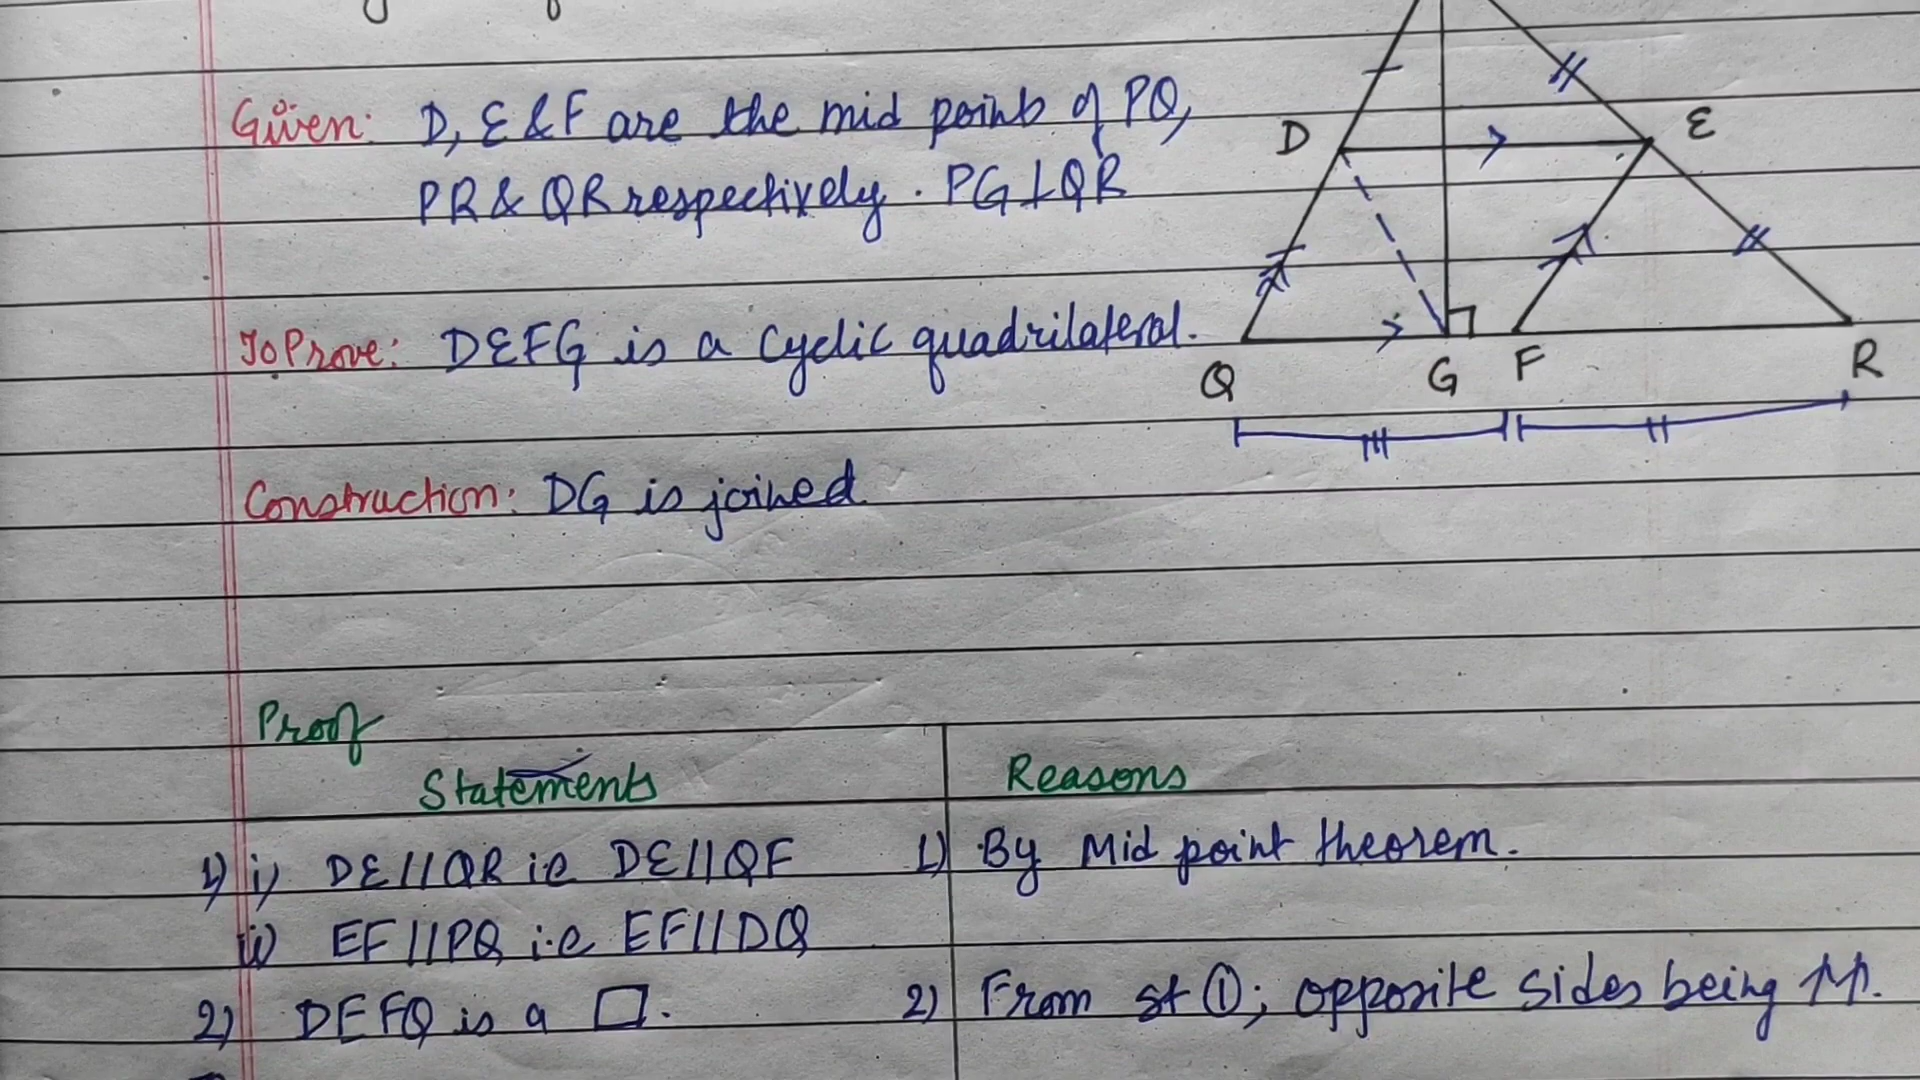 Given: D, E & F are the mid points of PQ,
PR & QR respectively. PG⊥QR
D
E
To Prove: DEFG is a cyclic quadrilateral.
Q
G
F
R
Construction: DG is joined.
Proof
Statements
Reasons
1) i) DE//QR ie DE//QF
1) By Mid point theorem.
ii) EF//PQ i.e EF//DQ
2) DEFQ is a ▱.
2) From st ①; opposite sides being